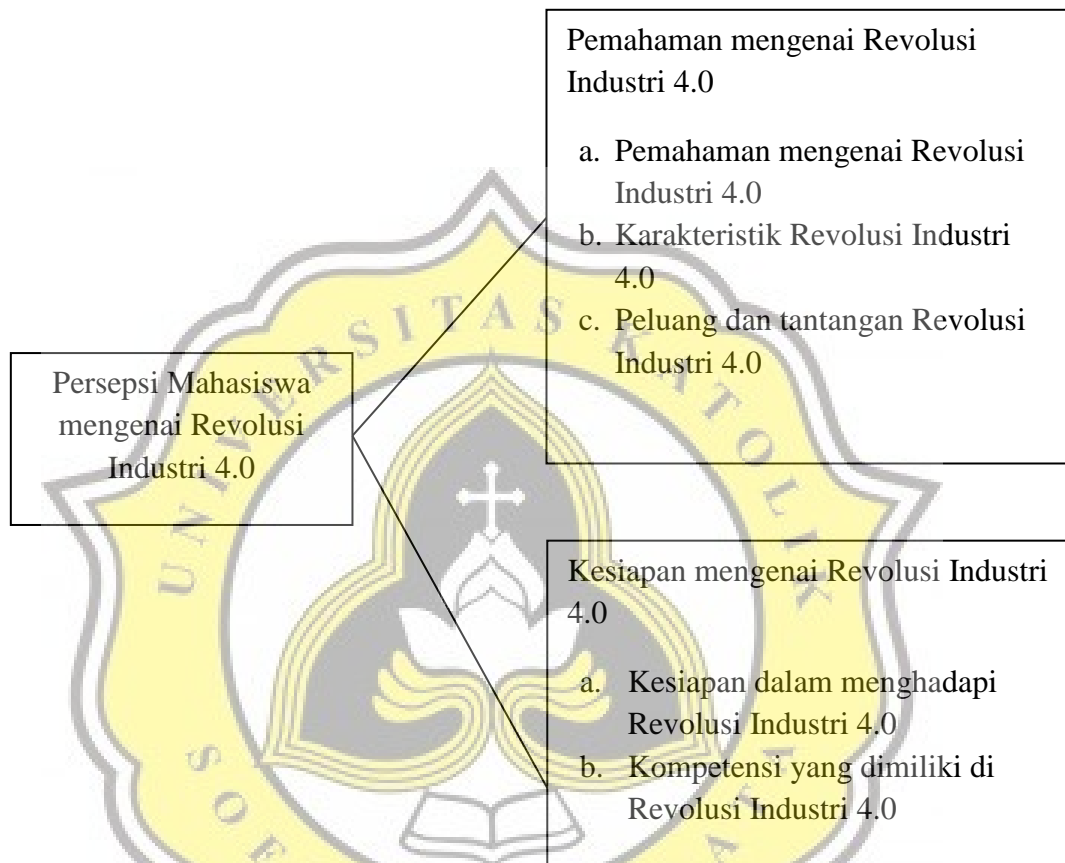 Pemahaman mengenai Revolusi
Industri 4.0
a. Pemahaman mengenai Revolusi
Industri 4.0
b. Karakteristik Revolusi Industri
4.0
c. Peluang dan tantangan Revolusi
Industri 4.0
Persepsi Mahasiswa
mengenai Revolusi
Industri 4.0
Kesiapan mengenai Revolusi Industri
4.0
a. Kesiapan dalam menghadapi
Revolusi Industri 4.0
b. Kompetensi yang dimiliki di
Revolusi Industri 4.0
UNIVERSITAS KATOLIK